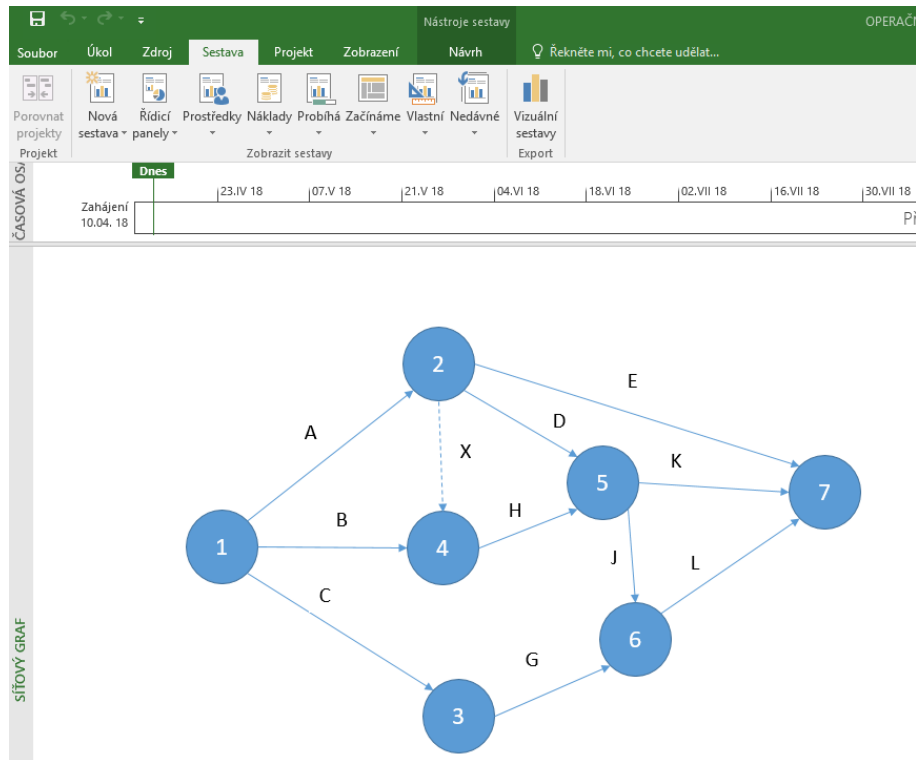 Nástroje sestavy
OPERAČN
Soubor Úkol Zdroj Sestava Projekt Zobrazení Návrh Řekněte mi, co chcete udělat...
Porovnat projekty
Nová sestava
Řídicí panely
Prostředky Náklady Probíhá Začínáme Vlastní Nedávné
Vizuální sestavy
Projekt Zobrazit sestavy Export
ČASOVÁ OSA
Dnes
23.IV 18 07.V 18 21.V 18 04.VI 18 18.VI 18 02.VII 18 16.VII 18 30.VII 18
Zahájení
10.04. 18
Př
SÍŤOVÝ GRAF
2
E
A
D
X
K
5
7
B
H
1
4
J
L
C
6
G
3